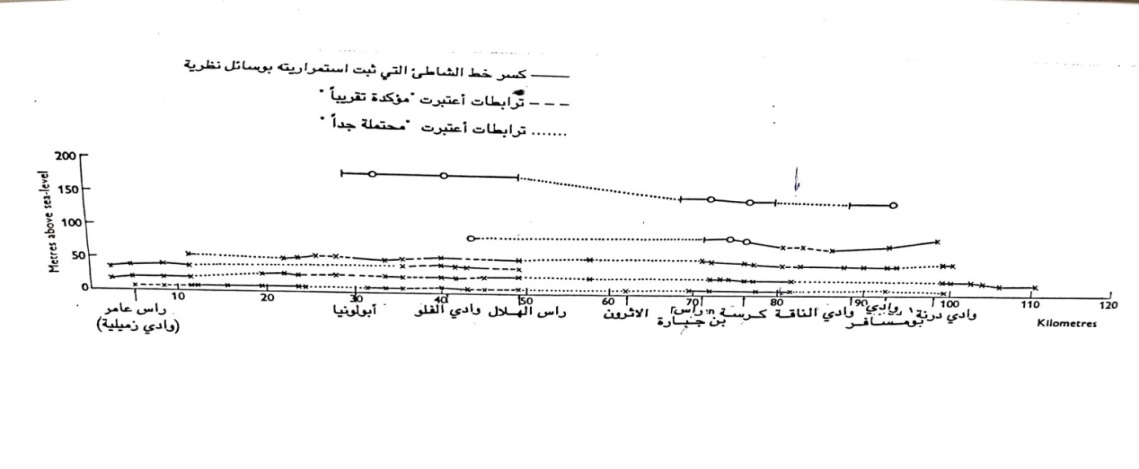 كسر خط الشاطئ التي ثبت استمراريته بوسائل نظرية
ترابطات أعتبرت "مؤكدة تقريباً"
ترابطات أعتبرت "محتملة جداً"
Metres above sea-level
200
150
100
50
0
10 20 30 40 50 60 70 80 90 100 110 120
راس عامر
(وادي زميلية)
أبولونيا
وادي الفلو
راس الهلال
الاثرون
راس
بن جبارة
كرسة
وادي الناقة
وادي
بومسافر
وادي درنة
Kilometres